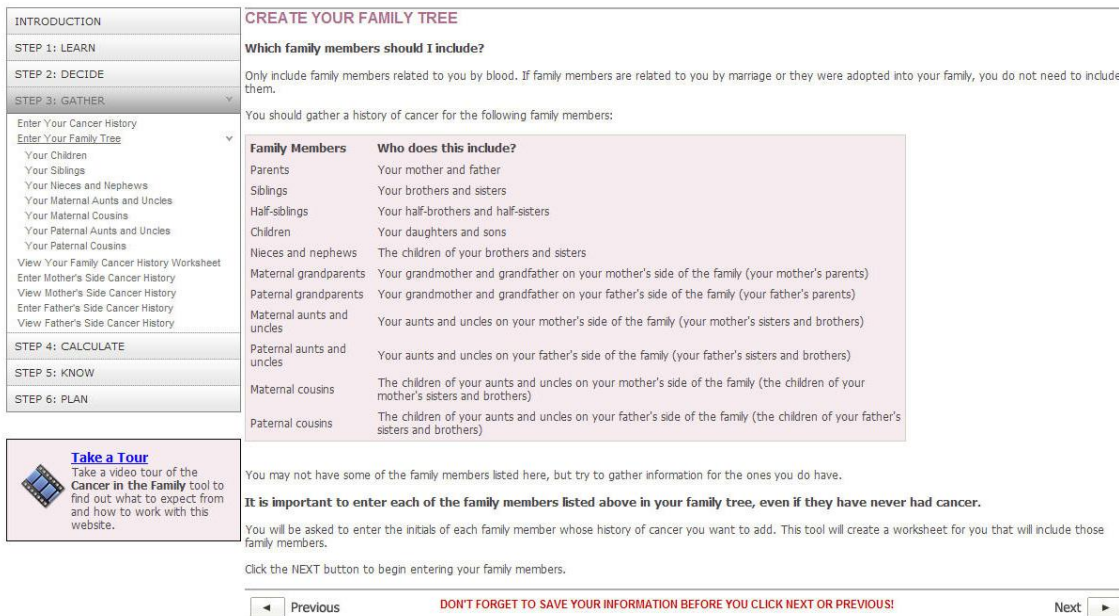 INTRODUCTION
STEP 1: LEARN
STEP 2: DECIDE
STEP 3: GATHER
Enter Your Cancer History
Enter Your Family Tree
Your Children
Your Siblings
Your Nieces and Nephews
Your Maternal Aunts and Uncles
Your Maternal Cousins
Your Paternal Aunts and Uncles
Your Paternal Cousins
View Your Family Cancer History Worksheet
Enter Mother's Side Cancer History
View Mother's Side Cancer History
Enter Father's Side Cancer History
View Father's Side Cancer History
STEP 4: CALCULATE
STEP 5: KNOW
STEP 6: PLAN
Take a Tour
Take a video tour of the
Cancer in the Family tool to
find out what to expect from
and how to work with this
website.
CREATE YOUR FAMILY TREE
Which family members should I include?
Only include family members related to you by blood. If family members are related to you by marriage or they were adopted into your family, you do not need to include
them.
You should gather a history of cancer for the following family members:
Family Members Who does this include?
Parents Your mother and father
Siblings Your brothers and sisters
Half-siblings Your half-brothers and half-sisters
Children Your daughters and sons
Nieces and nephews The children of your brothers and sisters
Maternal grandparents Your grandmother and grandfather on your mother's side of the family (your mother's parents)
Paternal grandparents Your grandmother and grandfather on your father's side of the family (your father's parents)
Maternal aunts and
uncles Your aunts and uncles on your mother's side of the family (your mother's sisters and brothers)
Paternal aunts and
uncles Your aunts and uncles on your father's side of the family (your father's sisters and brothers)
Maternal cousins The children of your aunts and uncles on your mother's side of the family (the children of your
mother's sisters and brothers)
Paternal cousins The children of your aunts and uncles on your father's side of the family (the children of your father's
sisters and brothers)
You may not have some of the family members listed here, but try to gather information for the ones you do have.
It is important to enter each of the family members listed above in your family tree, even if they have never had cancer.
You will be asked to enter the initials of each family member whose history of cancer you want to add. This tool will create a worksheet for you that will include those
family members.
Click the NEXT button to begin entering your family members.
Previous DON'T FORGET TO SAVE YOUR INFORMATION BEFORE YOU CLICK NEXT OR PREVIOUS! Next